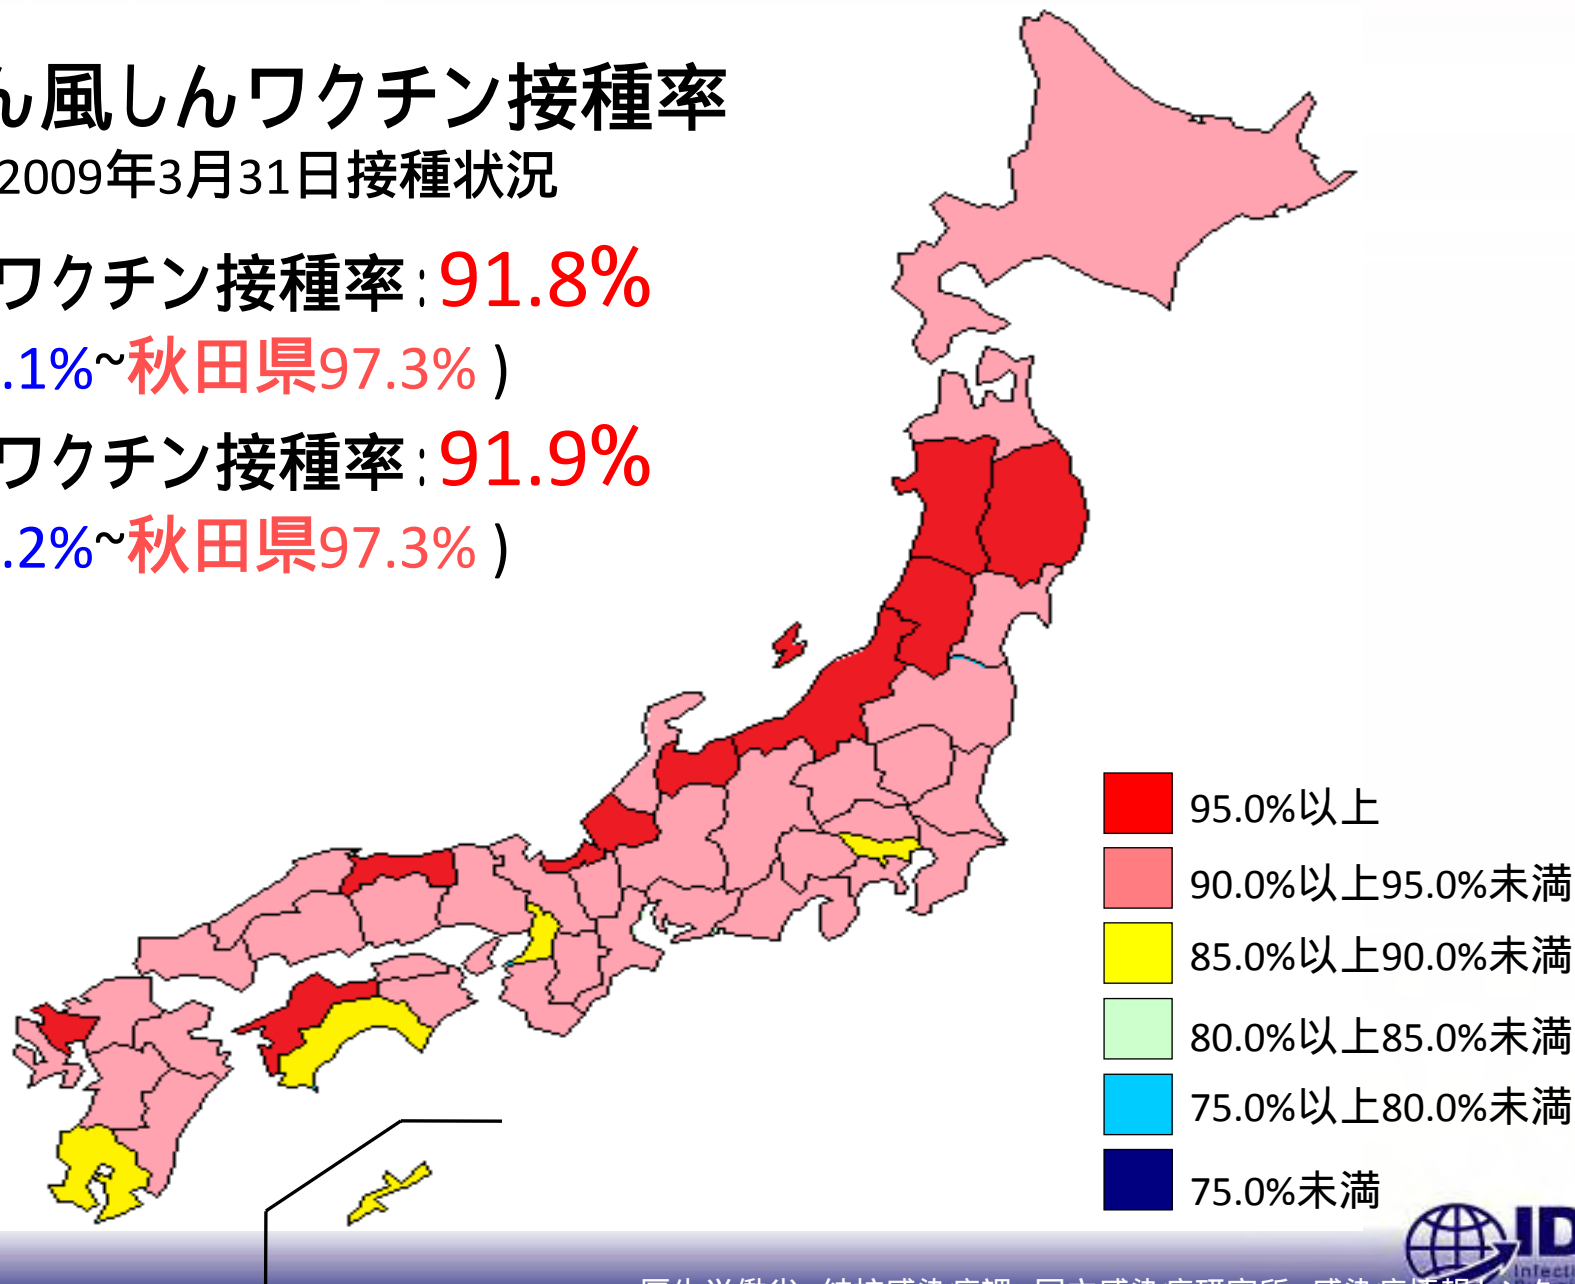 ん風しんワクチン接種率
2009年3月31日接種状況
ワクチン接種率:91.8%
.1%~秋田県97.3% )
ワクチン接種率:91.9%
.2%~秋田県97.3% )
95.0%以上
90.0%以上95.0%未満
85.0%以上90.0%未満
80.0%以上85.0%未満
75.0%以上80.0%未満
75.0%未満
ID
Infecti